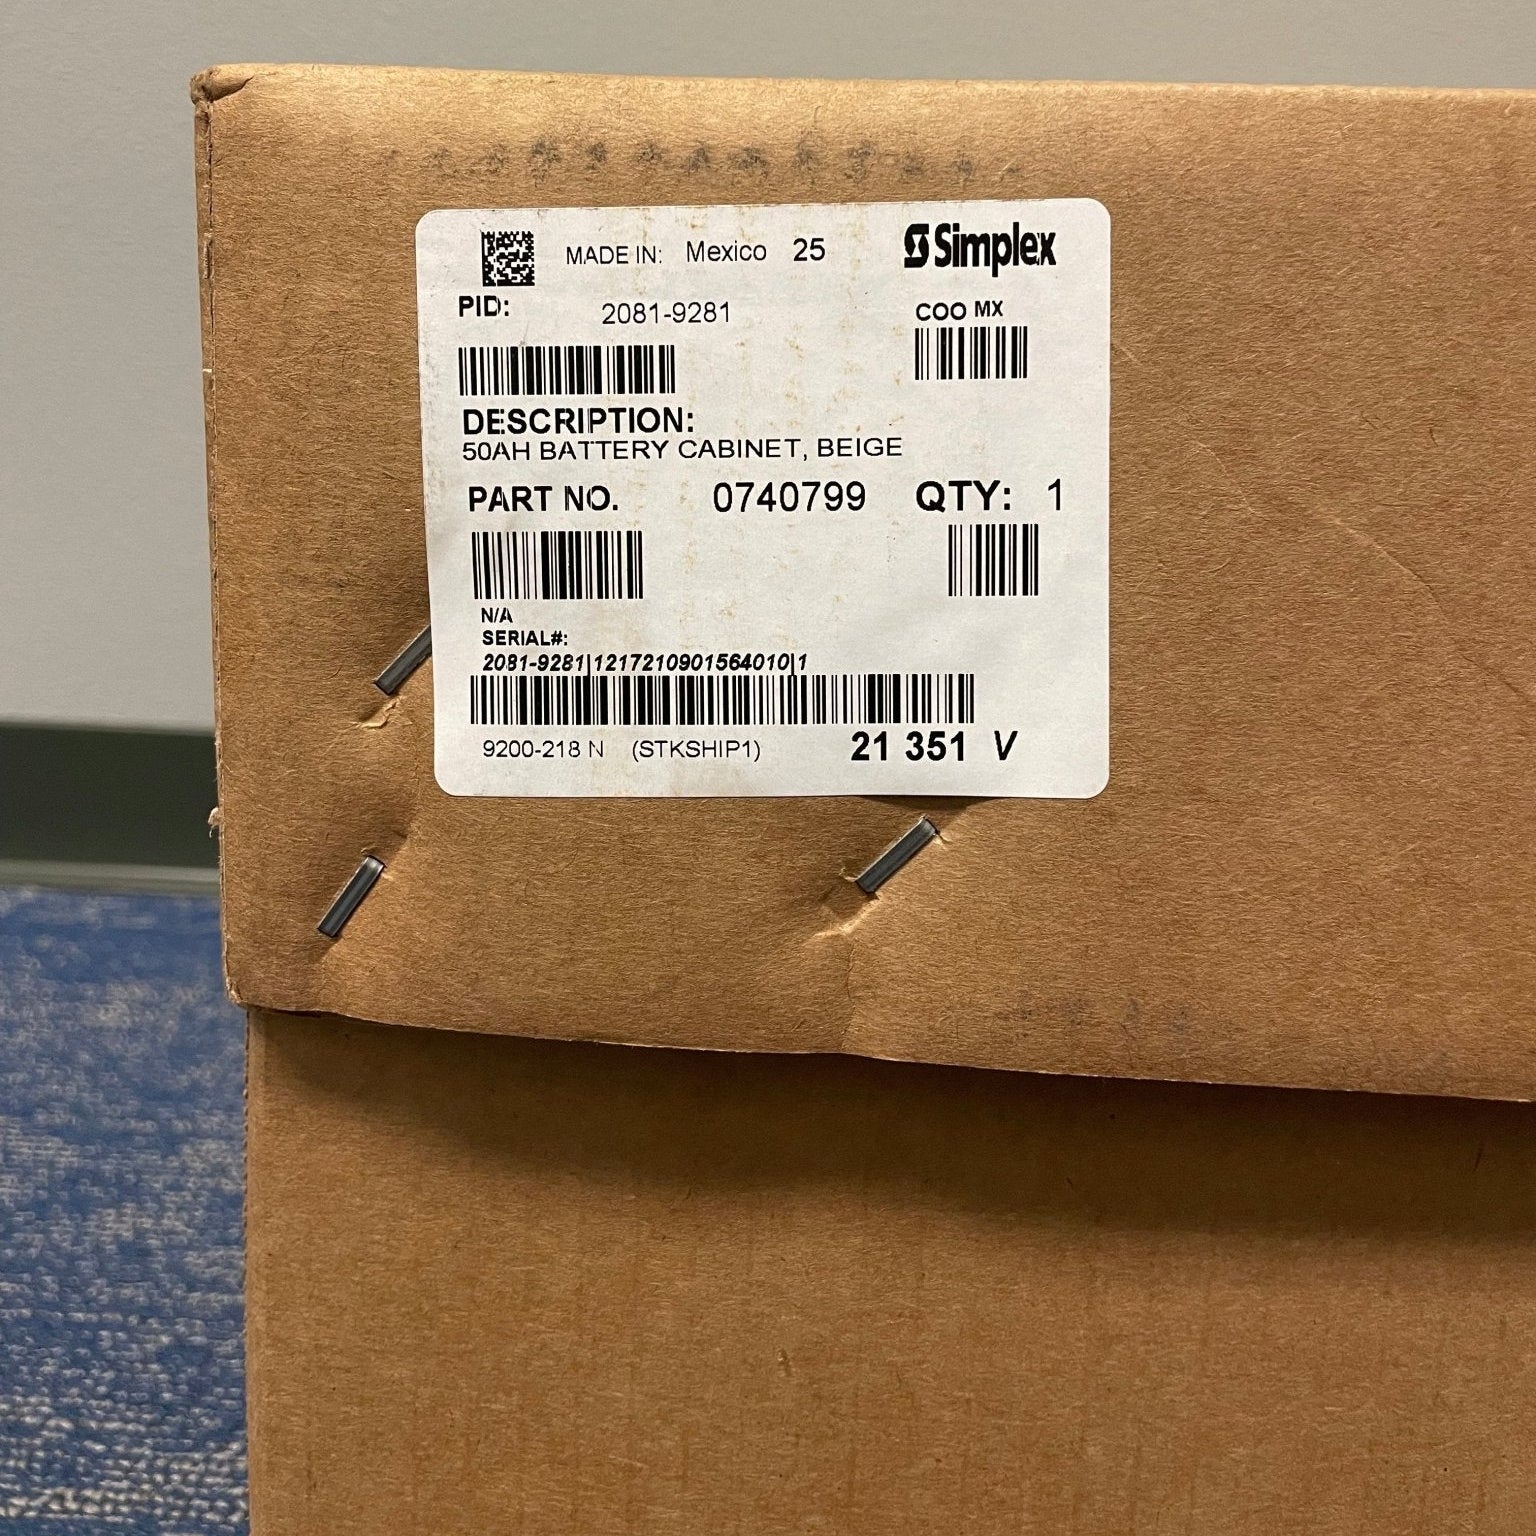 MADE IN: Mexico 25 Simplex
PID: 2081-9281 COO MX
DESCRIPTION:
50AH BATTERY CABINET, BEIGE
PART NO. 0740799 QTY: 1
N/A
SERIAL#:
2081-9281|1217210901564010|1
9200-218 N (STKSHIP1) 21 351 V